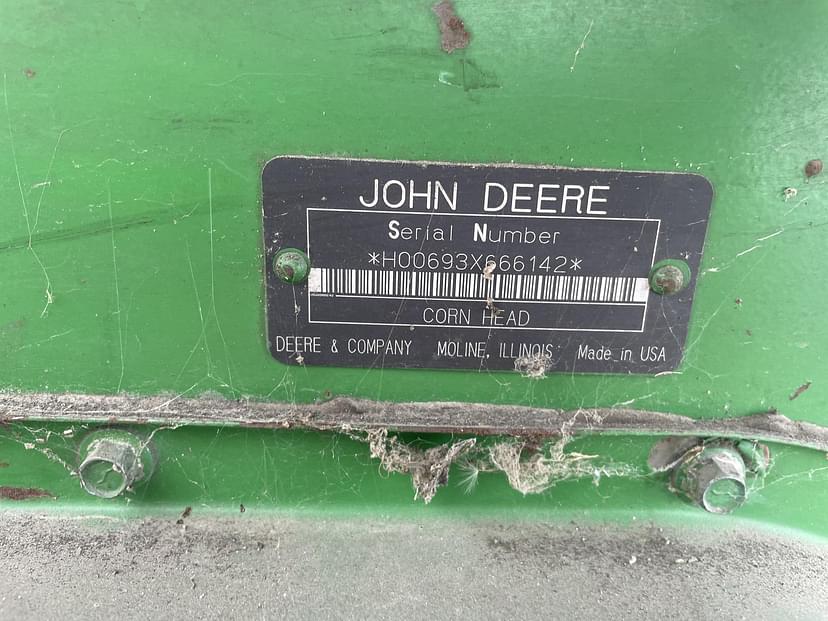 JOHN DEERE
Serial Number
*H00693X666142*
CORN HEAD
DEERE & COMPANY MOLINE, ILLINOIS Made in USA